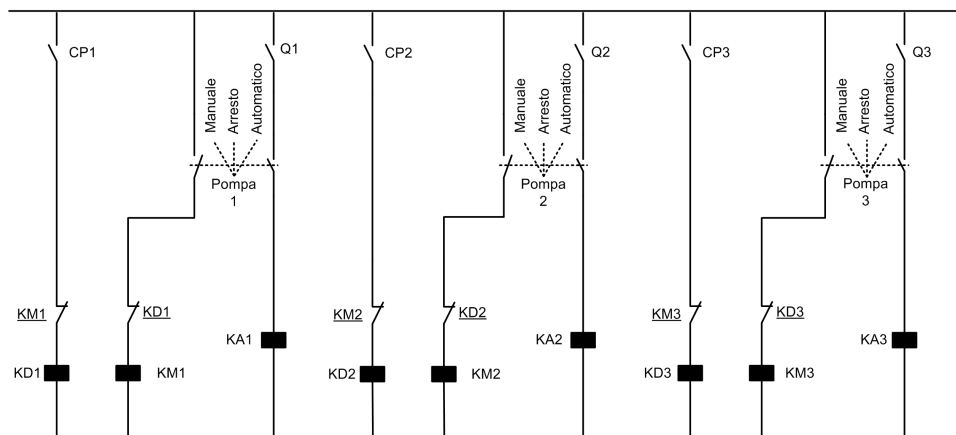 CP1
Q1
CP2
Q2
CP3
Q3
Manuale
Arresto
Automatico
Manuale
Arresto
Automatico
Manuale
Arresto
Automatico
Pompa
1
Pompa
2
Pompa
3
KM1
KD1
KM2
KD2
KM3
KD3
KA1
KA2
KA3
KD1
KM1
KD2
KM2
KD3
KM3